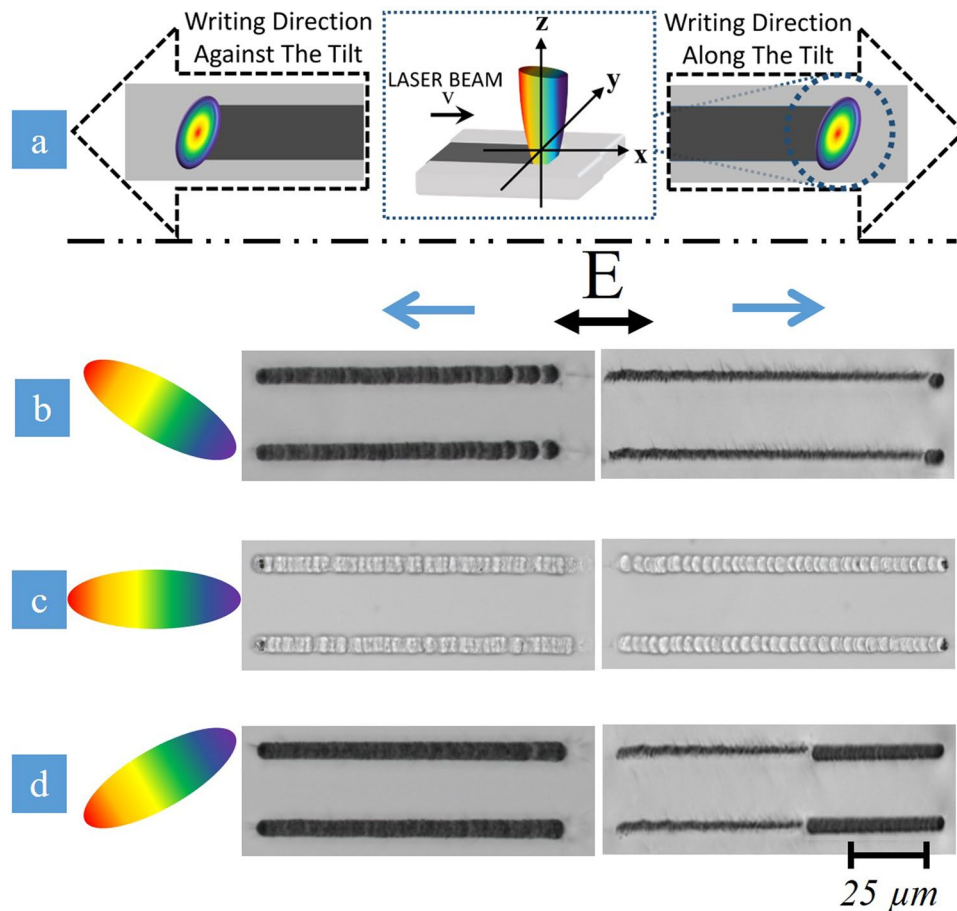 Writing Direction
Against The Tilt
LASER BEAM
V
z
y
x
Writing Direction
Along The Tilt
a
E
b
c
d
25 μm